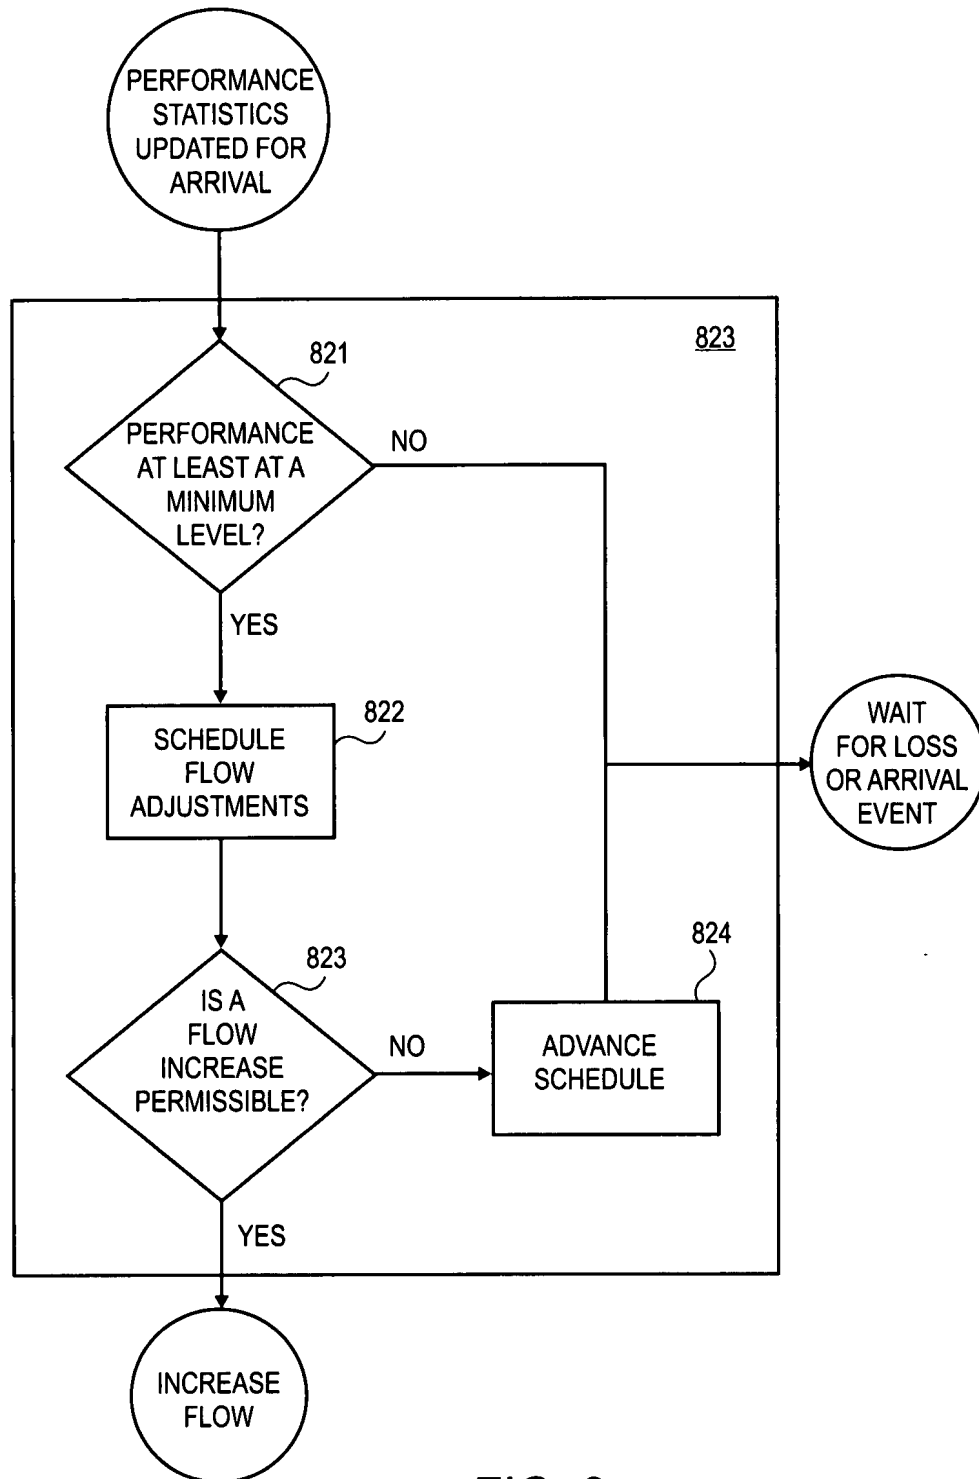 PERFORMANCE
STATISTICS
UPDATED FOR
ARRIVAL
823
821
PERFORMANCE
AT LEAST AT A
MINIMUM
LEVEL?
NO
YES
822
SCHEDULE
FLOW
ADJUSTMENTS
WAIT
FOR LOSS
OR ARRIVAL
EVENT
823
IS A
FLOW
INCREASE
PERMISSIBLE?
NO
824
ADVANCE
SCHEDULE
YES
INCREASE
FLOW